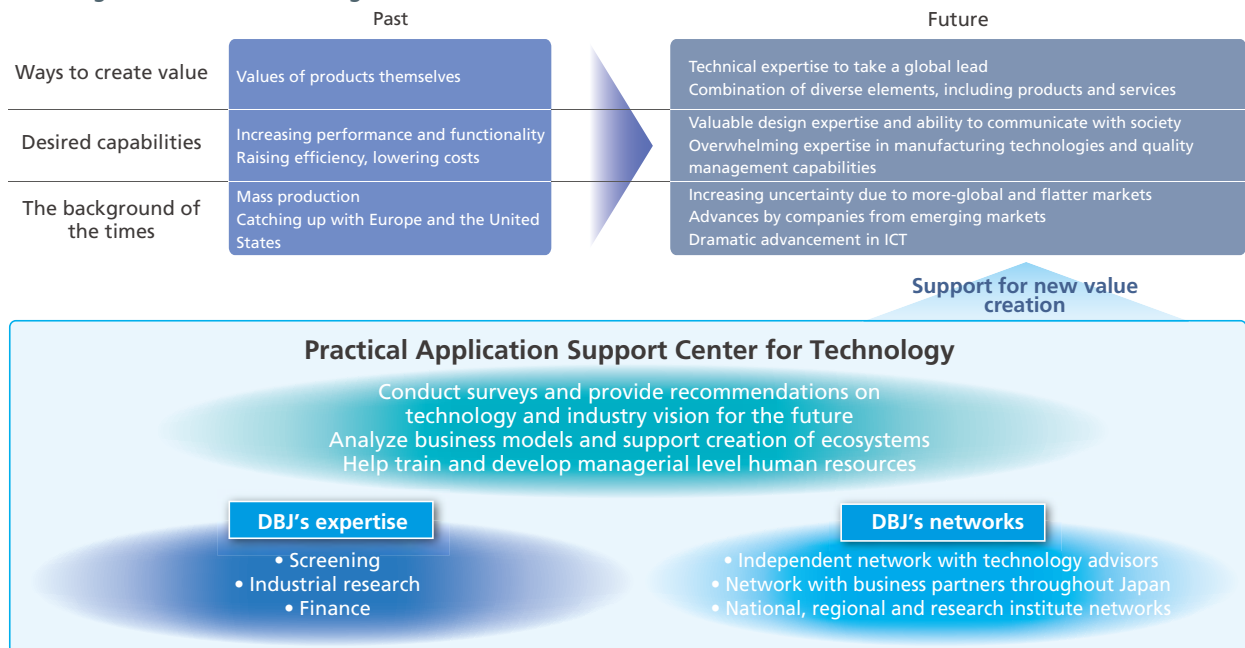 Past
Future
Ways to create value
Values of products themselves
Technical expertise to take a global lead
Combination of diverse elements, including products and services
Desired capabilities
Increasing performance and functionality
Raising efficiency, lowering costs
Valuable design expertise and ability to communicate with society
Overwhelming expertise in manufacturing technologies and quality
management capabilities
The background of
the times
Mass production
Catching up with Europe and the United
States
Increasing uncertainty due to more-global and flatter markets
Advances by companies from emerging markets
Dramatic advancement in ICT
Support for new value
creation
Practical Application Support Center for Technology
Conduct surveys and provide recommendations on
technology and industry vision for the future
Analyze business models and support creation of ecosystems
Help train and develop managerial level human resources
DBJ's expertise
• Screening
• Industrial research
• Finance
DBJ's networks
• Independent network with technology advisors
• Network with business partners throughout Japan
• National, regional and research institute networks